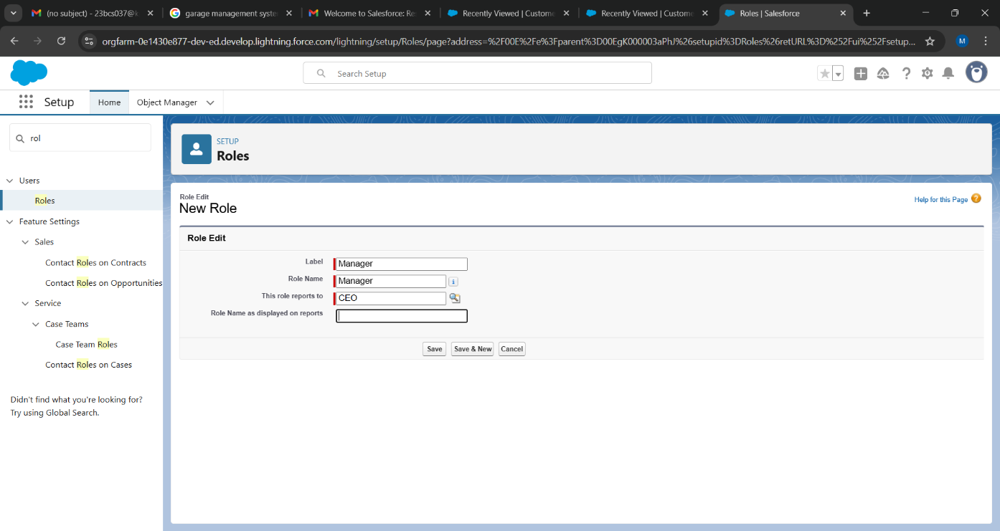 (no subject) - 23bcs037@k
garage management syste
Welcome to Salesforce: Re
Recently Viewed | Custome
Recently Viewed | Custome
Roles | Salesforce
orgfarm-0e1430e877-dev-ed.develop.lightning.force.com/lightning/setup/Roles/page?address=%2F00E%2Fe%3Fparent%3D00EgK000003aPhJ%26setupid%3DRoles%26retURL%3D%252Fui%252Fsetup...
M
Search Setup
Setup
Home
Object Manager
rol
Users
Roles
Feature Settings
Sales
Contact Roles on Contracts
Contact Roles on Opportunities
Service
Case Teams
Case Team Roles
Contact Roles on Cases
Didn't find what you're looking for?
Try using Global Search.
SETUP
Roles
Role Edit
New Role
Help for this Page ?
Role Edit
Label Manager
Role Name Manager i
This role reports to CEO
Role Name as displayed on reports
Save Save & New Cancel